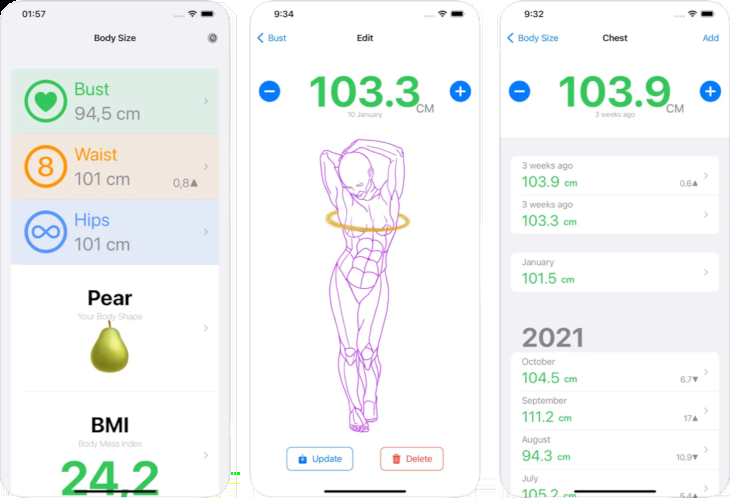 01:57
Body Size
Bust
94,5 cm
8
Waist
101 cm
0,8▲
Hips
101 cm
Pear
Your Body Shape
BMI
Body Mass Index
24,2
9:34
Bust
Edit
103.3 CM
10 January
Update
Delete
9:32
Body Size
Chest
Add
103.9 CM
3 weeks ago
3 weeks ago
103.9 cm
0.6▲
3 weeks ago
103.3 cm
January
101.5 cm
2021
October
104.5 cm
6.7▼
September
111.2 cm
17▲
August
94.3 cm
10.9▼
July
105.2 cm
5.4▲